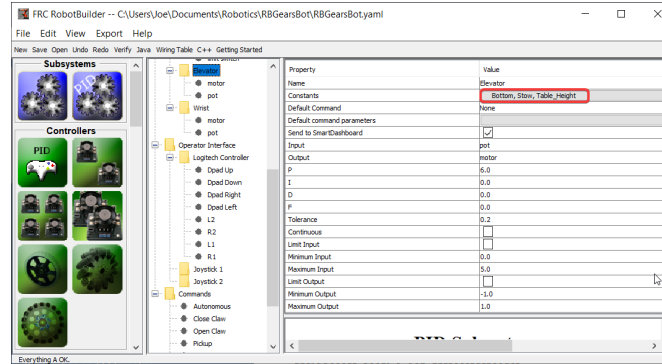 FRC RobotBuilder -- C:\Users\Joe\Documents\Robotics\RBGearsBot\RBGearsBot.yaml
File Edit View Export Help
New Save Open Undo Redo Verify Java Wiring Table C++ Getting Started
Subsystems
PID
Controllers
PID
Elevator
motor
pot
Wrist
motor
pot
Operator Interface
Logitech Controller
Dpad Up
Dpad Down
Dpad Right
Dpad Left
L2
R2
L1
R1
Joystick 1
Joystick 2
Commands
Autonomous
Close Claw
Open Claw
Pickup
Property Value
Name Elevator
Constants Bottom, Stow, Table_Height
Default Command None
Default command parameters
Send to SmartDashboard
Input pot
Output motor
P 6.0
I 0.0
D 0.0
F 0.0
Tolerance 0.2
Continuous
Limit Input
Minimum Input 0.0
Maximum Input 5.0
Limit Output
Minimum Output -1.0
Maximum Output 1.0
Everything A OK.